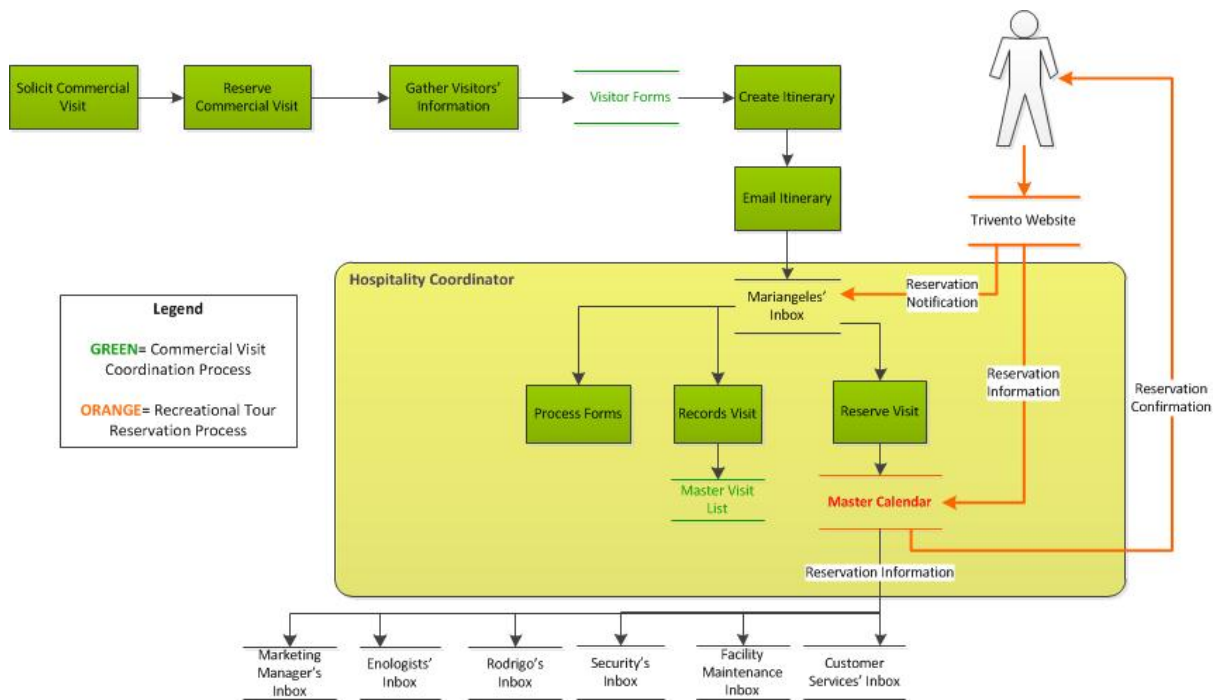 Solicit Commercial
Visit
Reserve
Commercial Visit
Gather Visitors'
Information
Visitor Forms
Create Itinerary
Email Itinerary
Trivento Website
Hospitality Coordinator
Mariangeles'
Inbox
Reservation
Notification
Legend
GREEN= Commercial Visit
Coordination Process
ORANGE= Recreational Tour
Reservation Process
Process Forms
Records Visit
Reserve Visit
Reservation
Information
Reservation
Confirmation
Master Visit
List
Master Calendar
Reservation Information
Marketing
Manager's
Inbox
Enologists'
Inbox
Rodrigo's
Inbox
Security's
Inbox
Facility
Maintenance
Inbox
Customer
Services' Inbox